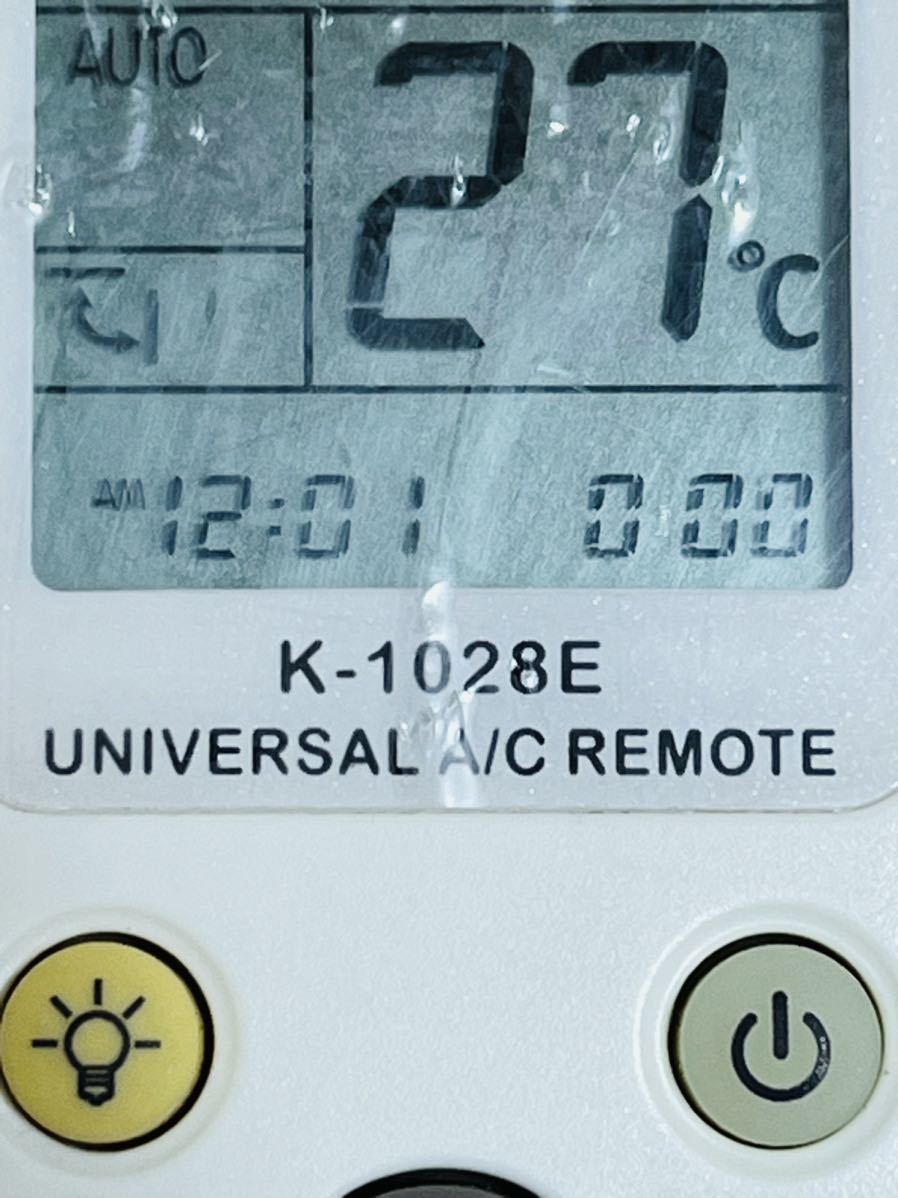 AUTO
27°C
AM 12:01 0 00
K-1028E
UNIVERSAL A/C REMOTE